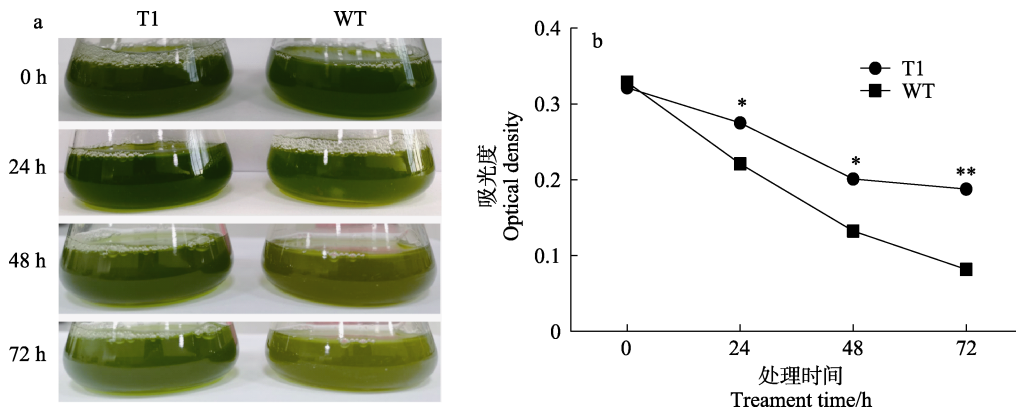 a
T1 WT
0 h
24 h
48 h
72 h
b
T1
WT
0.4
0.3
0.2
0.1
0
吸光度
Optical density
*
*
**
0 24 48 72
处理时间
Treament time/h